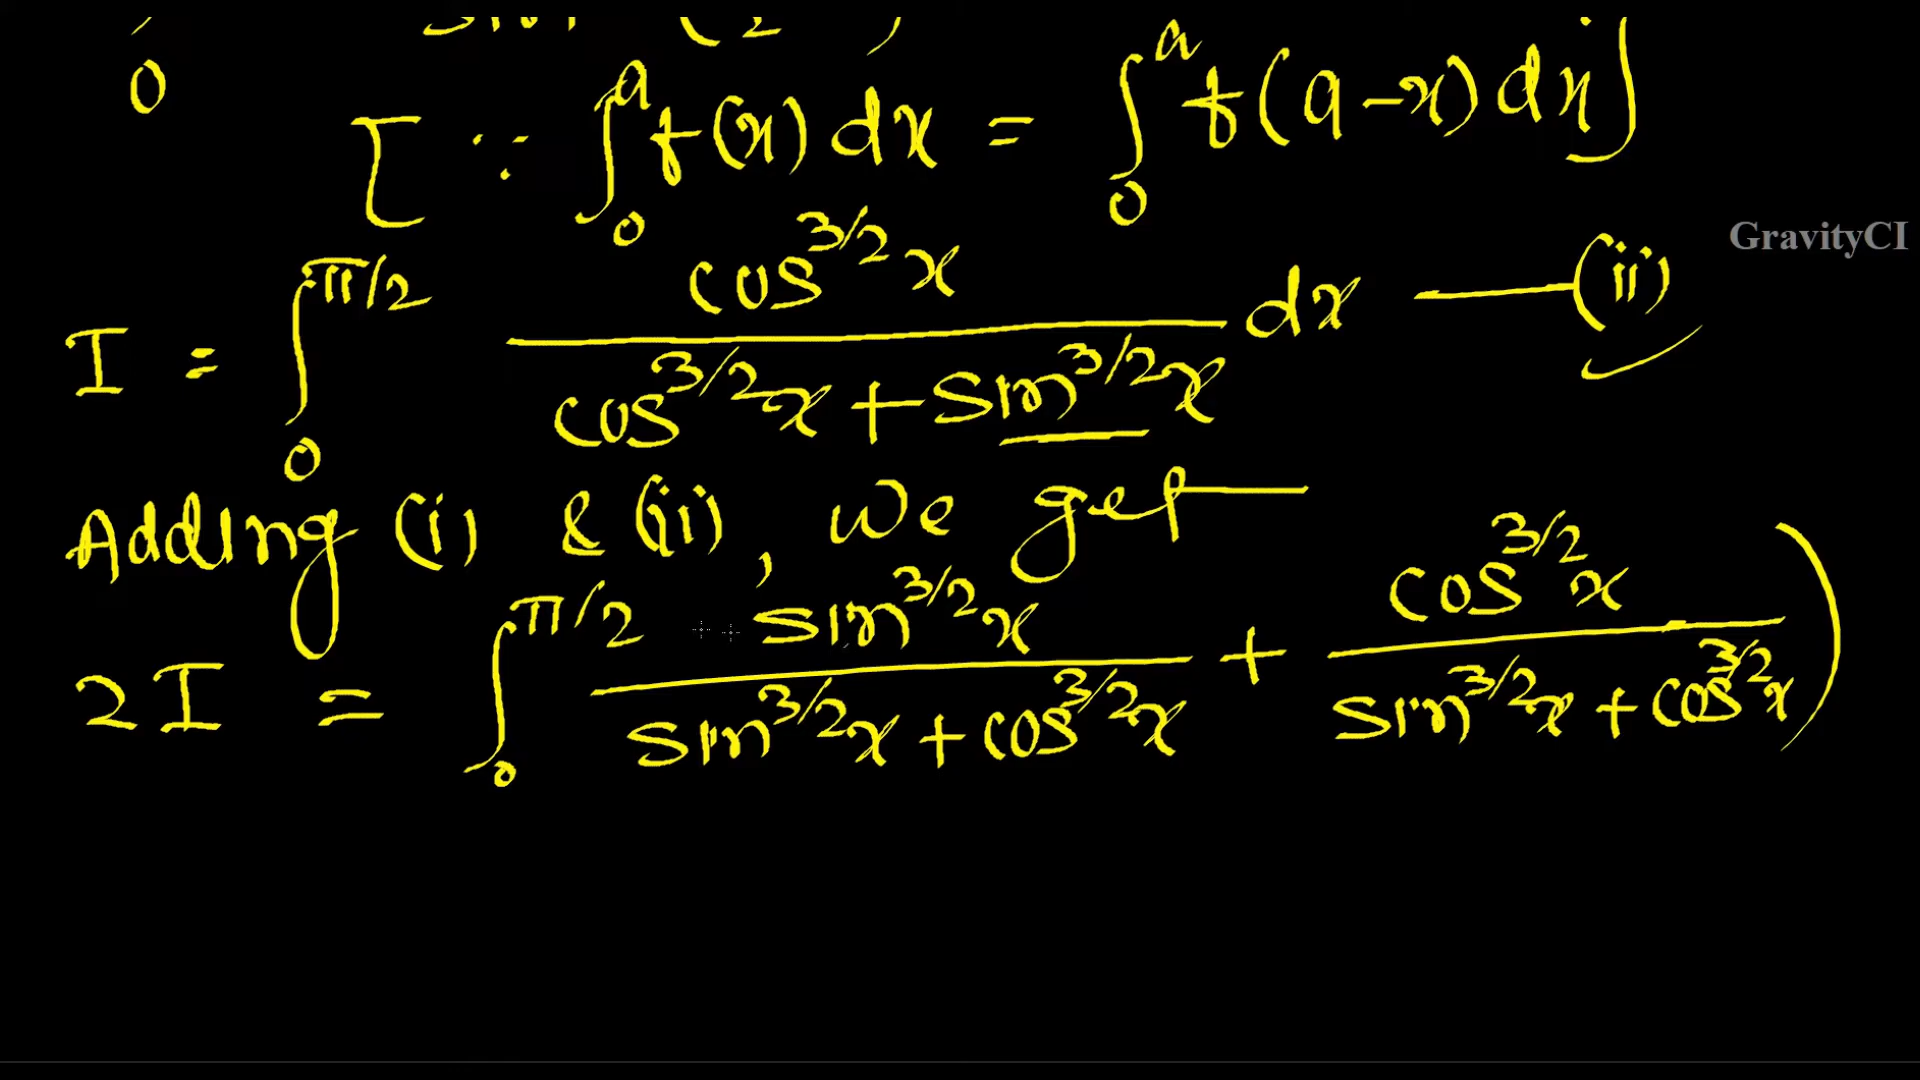 0
[ ∵ ∫₀ᵃ f(x) dx = ∫₀ᵃ f(a-x) dx ]
GravityCI
I = ∫₀^{π/2} cos^{3/2}x / (cos^{3/2}x + sin^{3/2}x) dx — (ii)
Adding (i) & (ii), we get —
2I = ∫₀^{π/2} sin^{3/2}x / (sin^{3/2}x + cos^{3/2}x) + cos^{3/2}x / (sin^{3/2}x + cos^{3/2}x) )